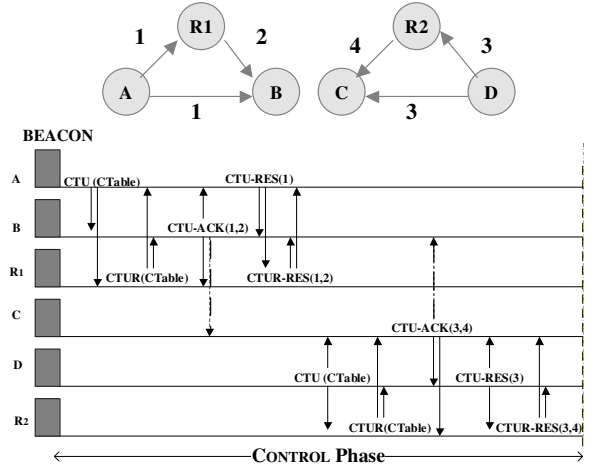 R1 R2
1 2 4 3
A B C D
1 3
BEACON
A CTU (CTable) CTU-RES(1)
B CTU-ACK(1,2)
R1 CTUR(CTable) CTUR-RES(1,2)
C CTU-ACK(3,4)
D CTU (CTable) CTU-RES(3)
R2 CTUR(CTable) CTUR-RES(3,4)
CONTROL Phase